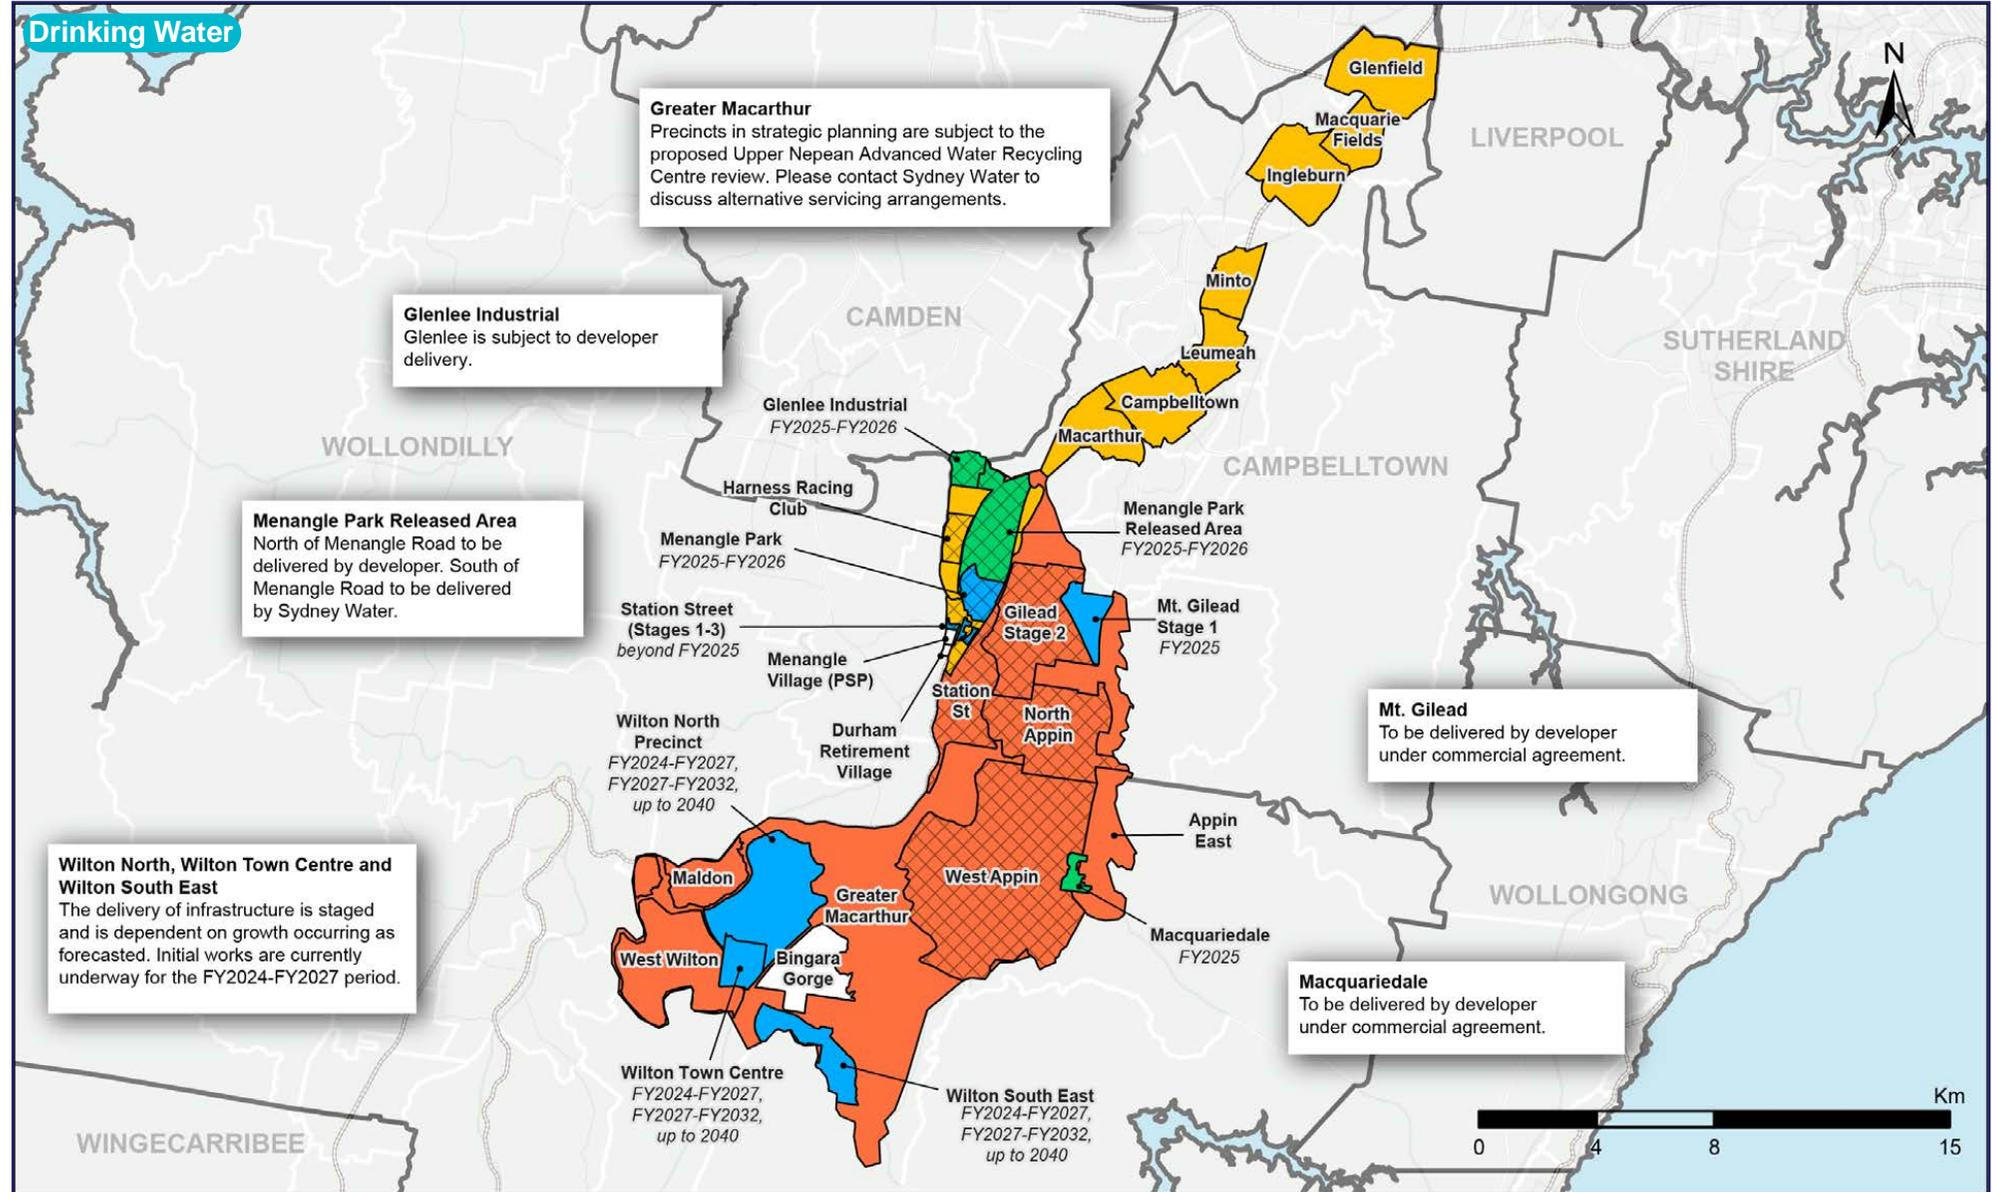 Drinking Water
N
Greater Macarthur
Precincts in strategic planning are subject to the
proposed Upper Nepean Advanced Water Recycling
Centre review. Please contact Sydney Water to
discuss alternative servicing arrangements.
Glenfield
Macquarie
Fields
Ingleburn
LIVERPOOL
Minto
Glenlee Industrial
Glenlee is subject to developer
delivery.
CAMDEN
Leumeah
SUTHERLAND
SHIRE
Campbelltown
Macarthur
Glenlee Industrial
FY2025-FY2026
WOLLONDILLY
CAMPBELLTOWN
Harness Racing
Club
Menangle Park
Released Area
FY2025-FY2026
Menangle Park Released Area
North of Menangle Road to be
delivered by developer. South of
Menangle Road to be delivered
by Sydney Water.
Menangle Park
FY2025-FY2026
Station Street
(Stages 1-3)
beyond FY2025
Gilead
Stage 2
Mt. Gilead
Stage 1
FY2025
Menangle
Village (PSP)
Station
St
North
Appin
Durham
Retirement
Village
Mt. Gilead
To be delivered by developer
under commercial agreement.
Wilton North
Precinct
FY2024-FY2027,
FY2027-FY2032,
up to 2040
Appin
East
Wilton North, Wilton Town Centre and
Wilton South East
The delivery of infrastructure is staged
and is dependent on growth occurring as
forecasted. Initial works are currently
underway for the FY2024-FY2027 period.
Maldon
Greater
Macarthur
West Appin
WOLLONGONG
West Wilton
Bingara
Gorge
Macquariedale
FY2025
Macquariedale
To be delivered by developer
under commercial agreement.
Wilton Town Centre
FY2024-FY2027,
FY2027-FY2032,
up to 2040
Wilton South East
FY2024-FY2027,
FY2027-FY2032,
up to 2040
WINGECARRIBEE
Km
0 4 8 15